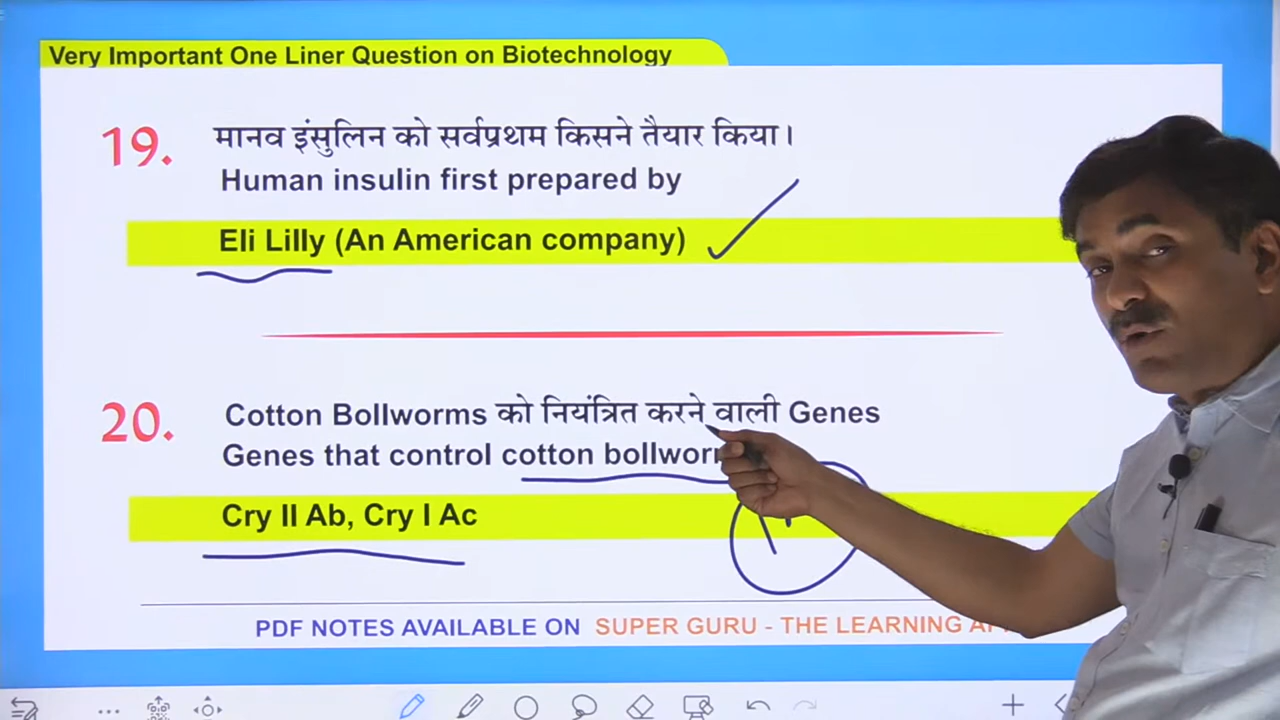 Very Important One Liner Question on Biotechnology
19.
मानव इंसुलिन को सर्वप्रथम किसने तैयार किया।
Human insulin first prepared by
Eli Lilly (An American company)
20.
Cotton Bollworms को नियंत्रित करने वाली Genes
Genes that control cotton
Cry II Ab, Cry I Ac
PDF NOTES AVAILABLE ON SUPER GURU - THE LEARNING